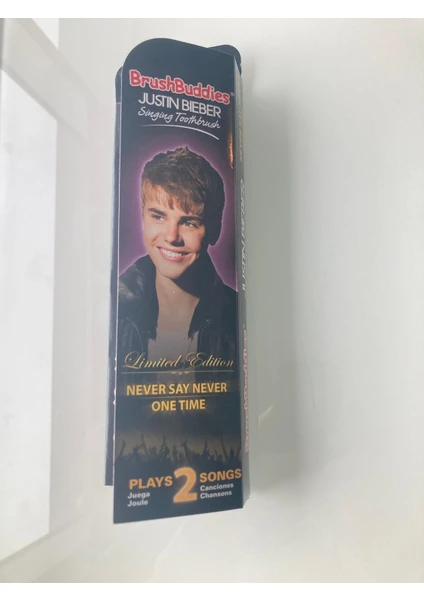 BrushBuddies®
JUSTIN BIEBER
Singing Toothbrush
Limited Edition
NEVER SAY NEVER
ONE TIME
PLAYS 2 SONGS
Juega Canciones
Joule Chansons